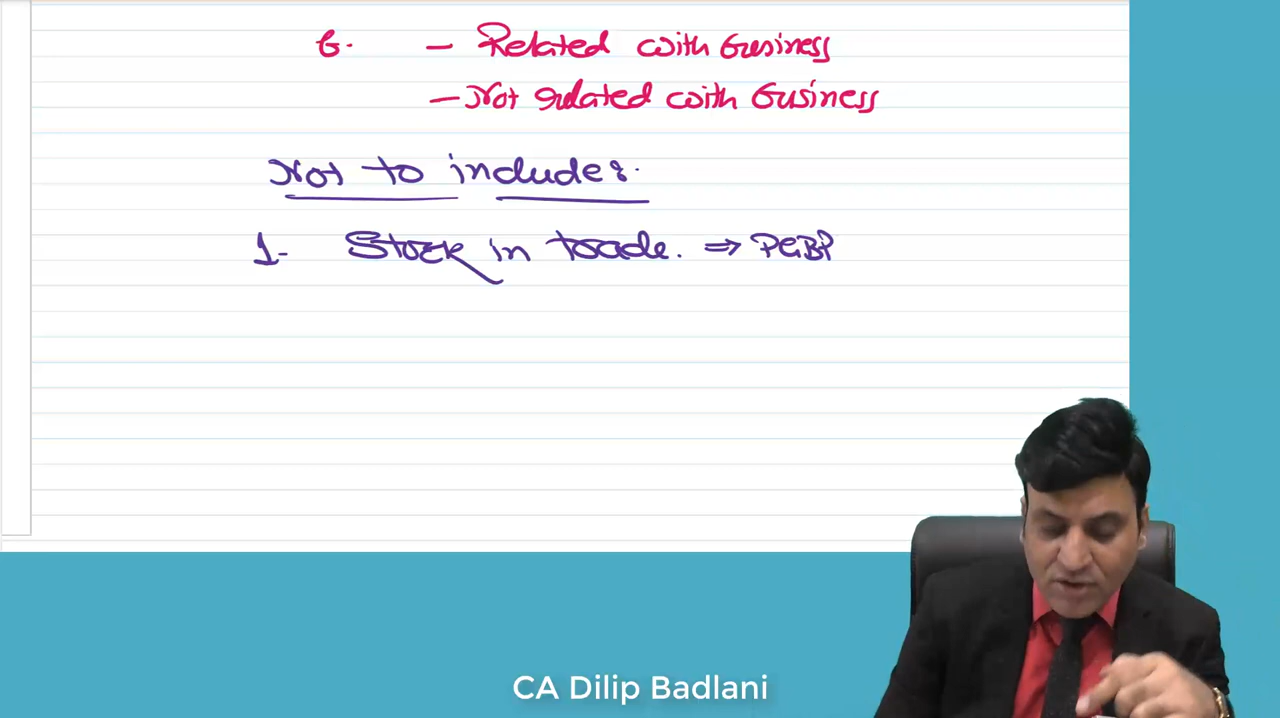 6. - Related with Business
- Not related with Business
Not to include:
1. Stock in trade. ⇒ PGBP
CA Dilip Badlani